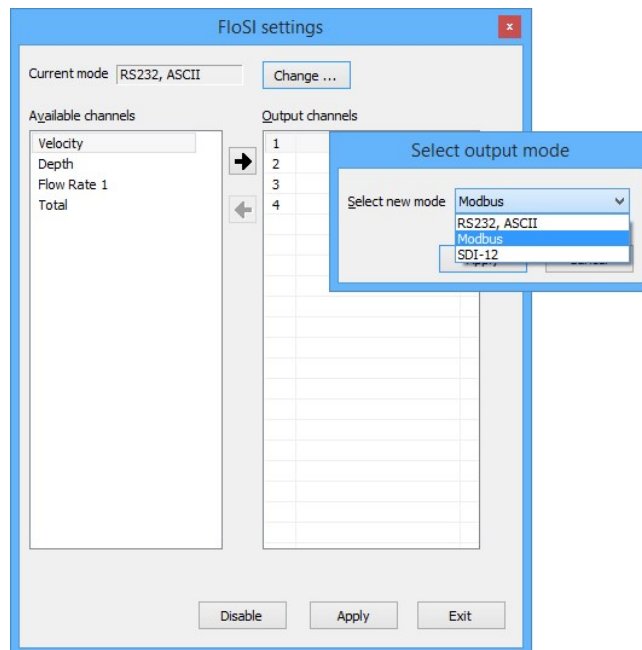 FloSI settings
x
Current mode RS232, ASCII Change ...
Available channels
Output channels
Velocity
Depth
Flow Rate 1
Total
1
2
3
4
Select output mode
Select new mode Modbus
RS232, ASCII
Modbus
SDI-12
Disable Apply Exit